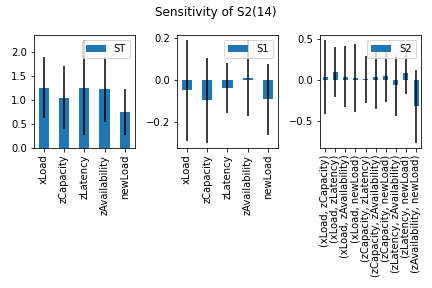 Sensitivity of S2(14)
ST
2.0
1.5
1.0
0.5
0.0
xLoad
zCapacity
zLatency
zAvailability
newLoad
S1
0.2
0.0
−0.2
xLoad
zCapacity
zLatency
zAvailability
newLoad
S2
0.5
0.0
−0.5
(xLoad, zCapacity)
(xLoad, zLatency)
(xLoad, zAvailability)
(xLoad, newLoad)
(zCapacity, zLatency)
(zCapacity, zAvailability)
(zCapacity, newLoad)
(zLatency, zAvailability)
(zLatency, newLoad)
(zAvailability, newLoad)